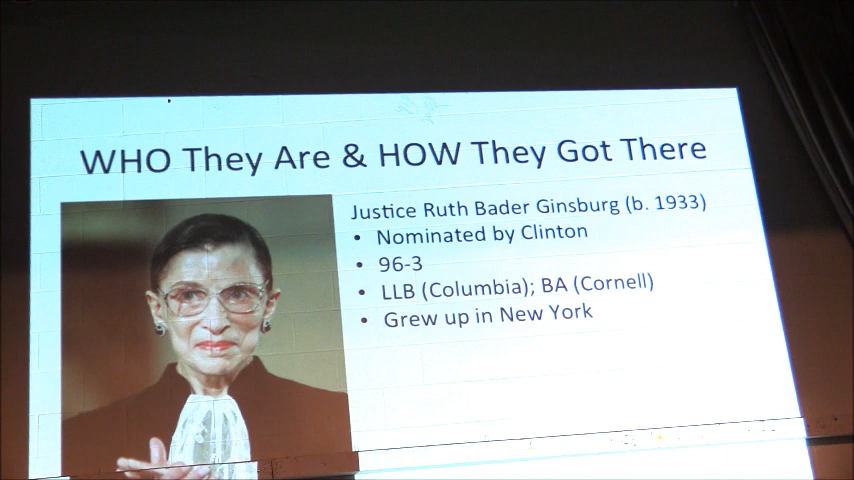 WHO They Are & HOW They Got There
Justice Ruth Bader Ginsburg (b. 1933)
• Nominated by Clinton
• 96-3
• LLB (Columbia); BA (Cornell)
• Grew up in New York